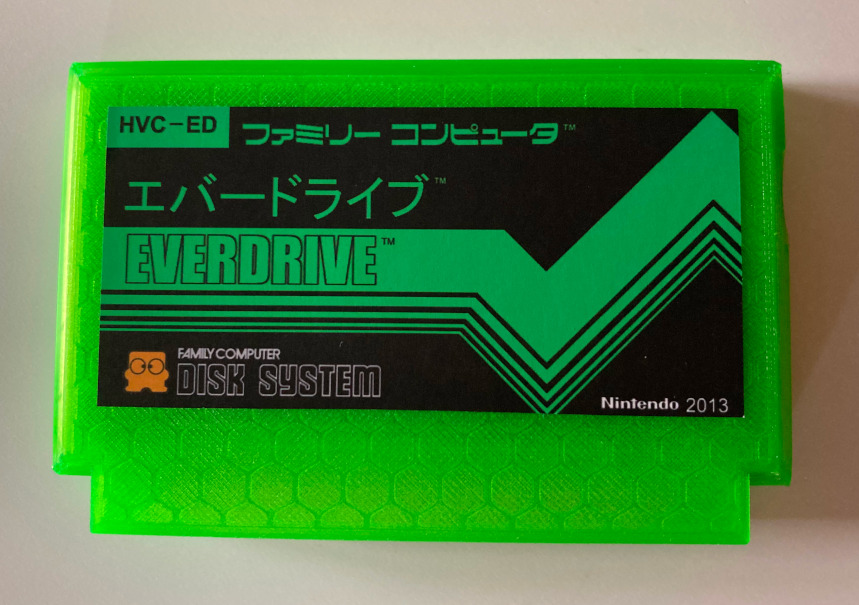 HVC-ED
ファミリー コンピュータ™
エバードライブ™
EVERDRIVE™
FAMILY COMPUTER
DISK SYSTEM
Nintendo 2013